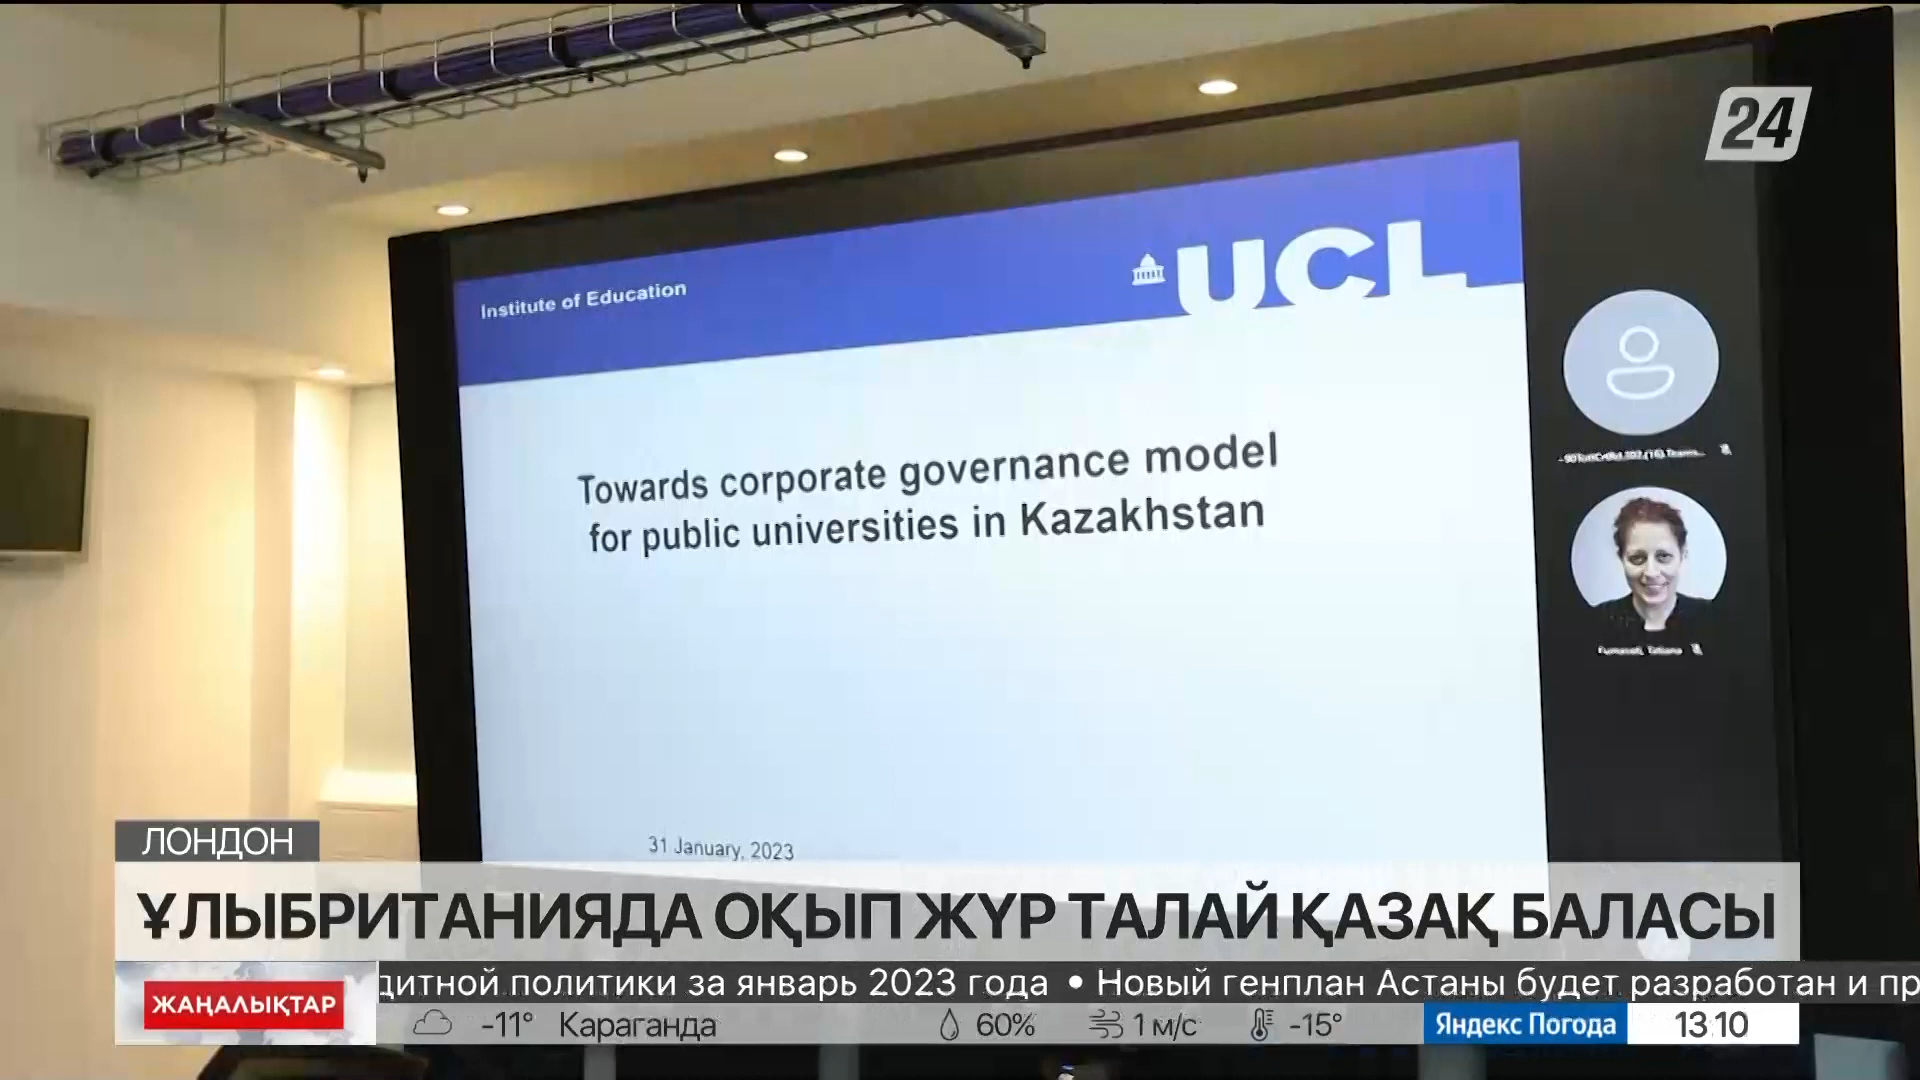 24
Institute of Education
UCL
Towards corporate governance model
for public universities in Kazakhstan
Tatiana
31 January, 2023
ЛОНДОН
ҰЛЫБРИТАНИЯДА ОҚЫП ЖҮР ТАЛАЙ ҚАЗАҚ БАЛАСЫ
ЖАҢАЛЫҚТАР
дитной политики за январь 2023 года • Новый генплан Астаны будет разработан и пр
-11° Караганда 60% 1 м/с -15° Яндекс Погода 13:10